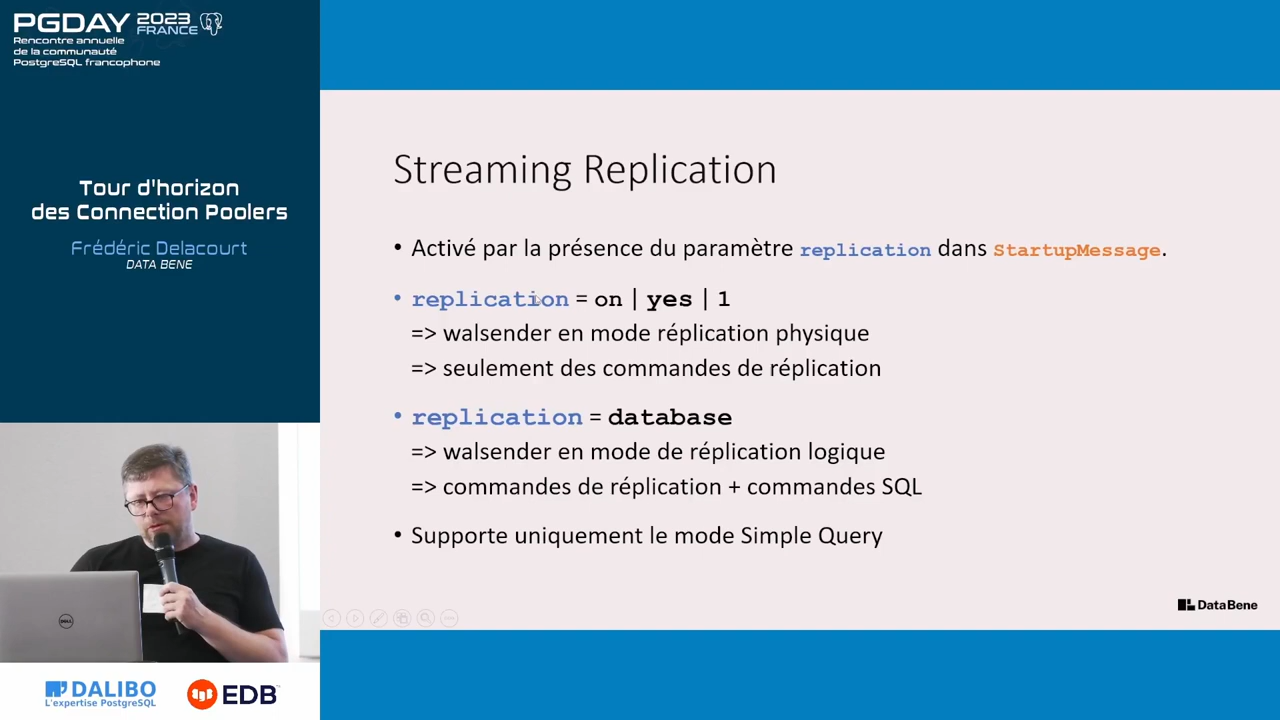 PGDAY 2023 FRANCE
Rencontre annuelle
de la communauté
PostgreSQL francophone
Tour d'horizon
des Connection Poolers
Frédéric Delacourt
DATA BENE
Streaming Replication
• Activé par la présence du paramètre replication dans StartupMessage.
• replication = on | yes | 1
=> walsender en mode réplication physique
=> seulement des commandes de réplication
• replication = database
=> walsender en mode de réplication logique
=> commandes de réplication + commandes SQL
• Supporte uniquement le mode Simple Query
Data Bene
DELL
DALIBO
L'expertise PostgreSQL
EDB